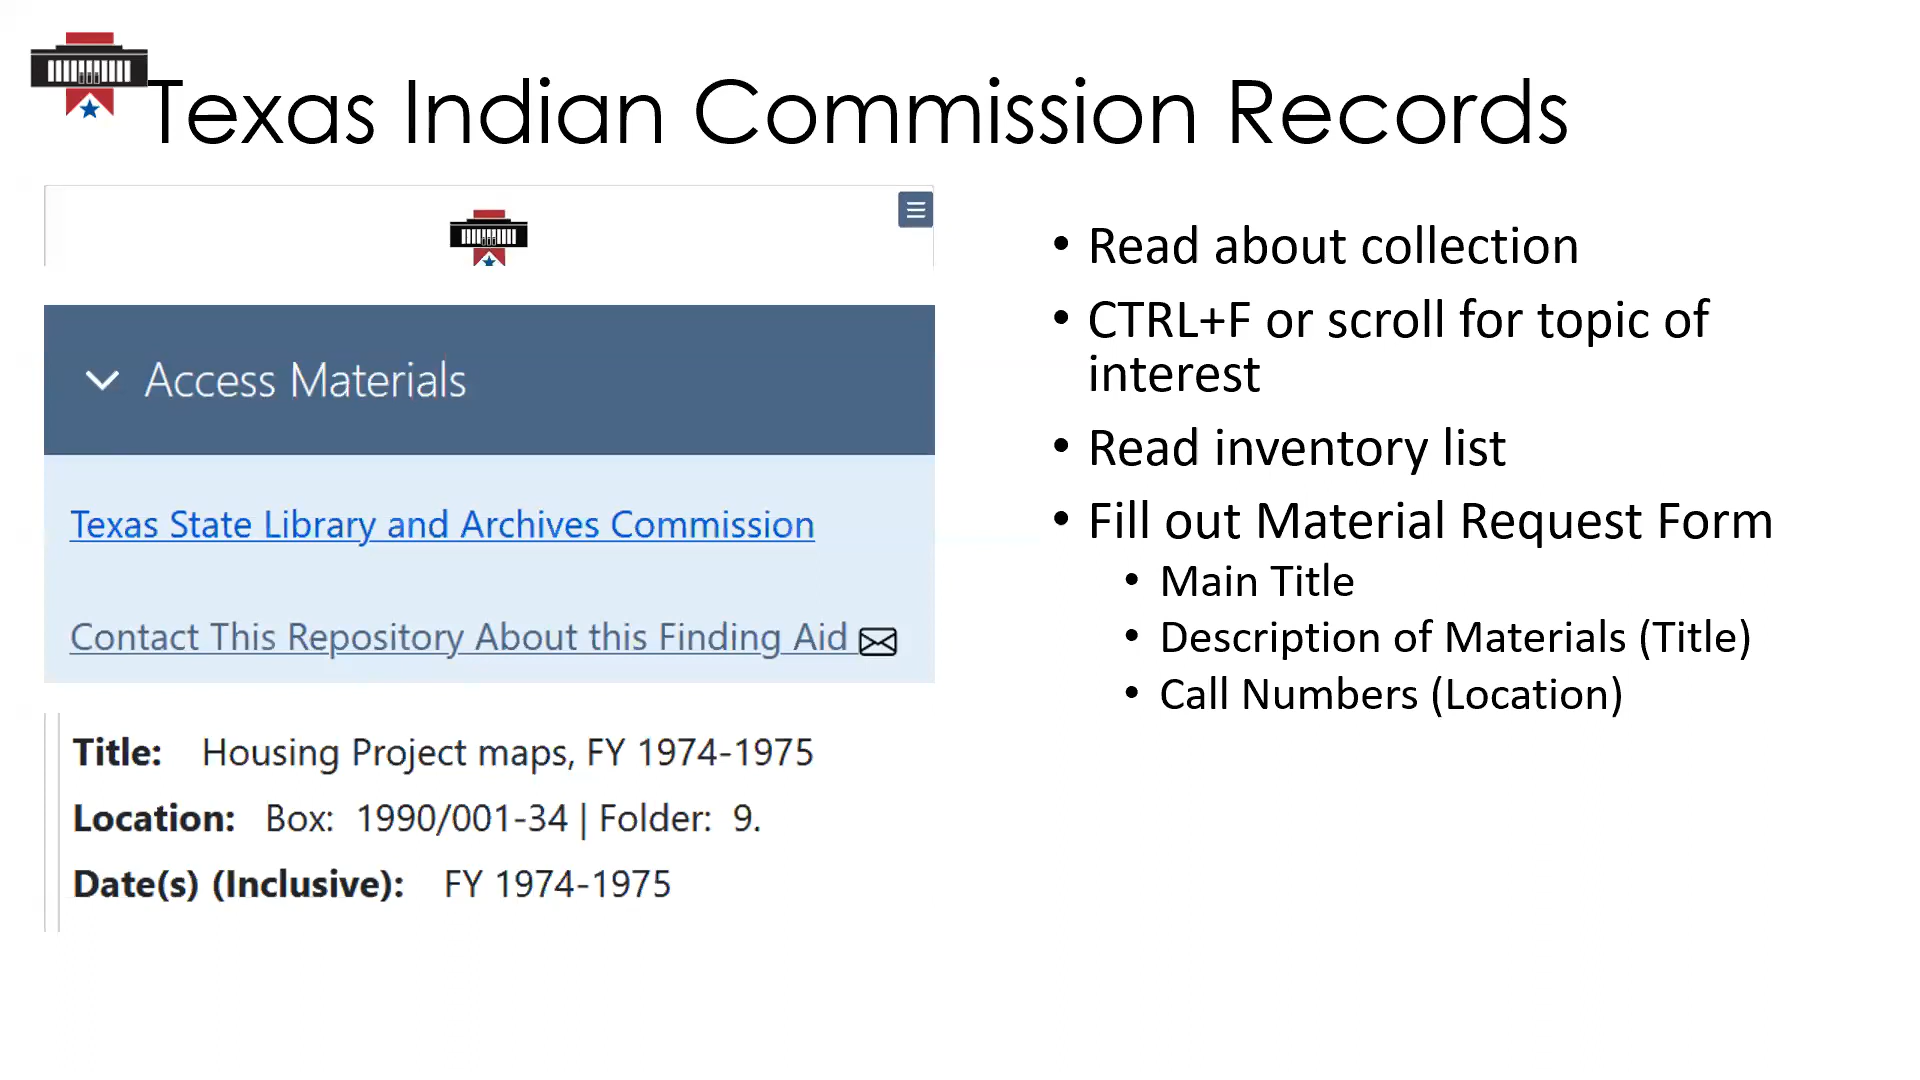 Texas Indian Commission Records
Access Materials
Texas State Library and Archives Commission
Contact This Repository About this Finding Aid
Title: Housing Project maps, FY 1974-1975
Location: Box: 1990/001-34 | Folder: 9.
Date(s) (Inclusive): FY 1974-1975
• Read about collection
• CTRL+F or scroll for topic of
interest
• Read inventory list
• Fill out Material Request Form
• Main Title
• Description of Materials (Title)
• Call Numbers (Location)